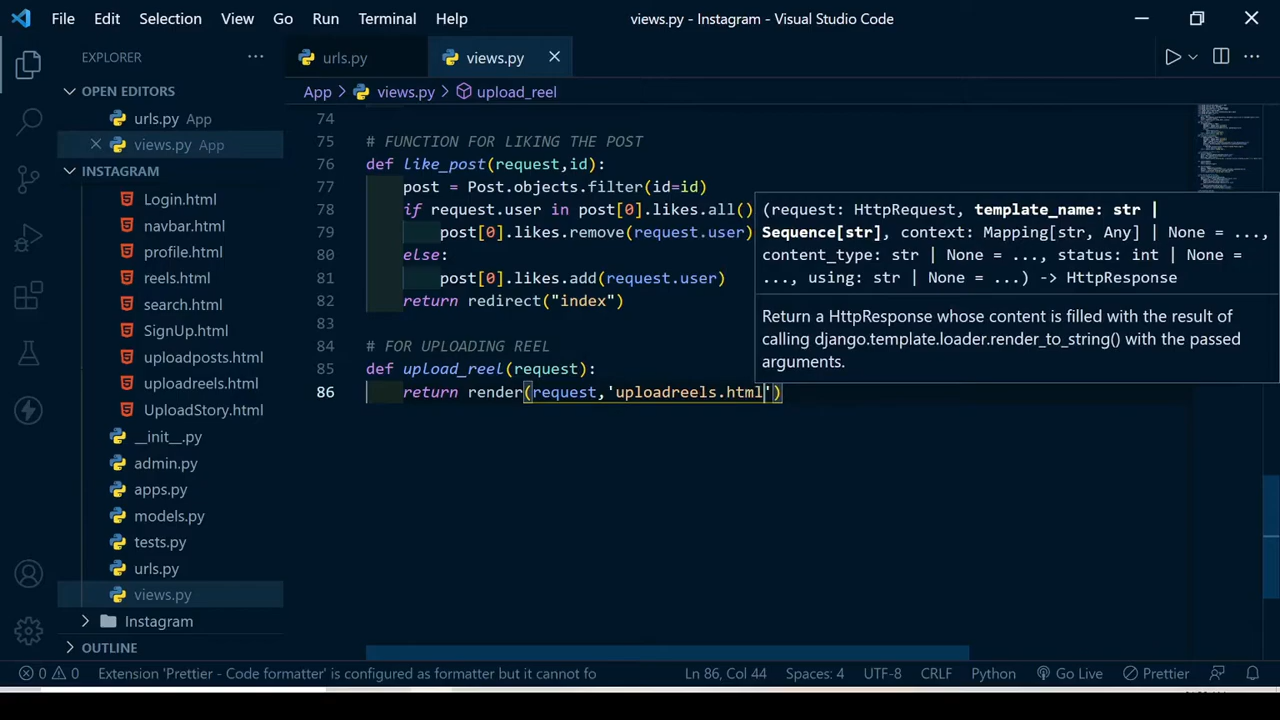 File Edit Selection View Go Run Terminal Help views.py - Instagram - Visual Studio Code
EXPLORER
OPEN EDITORS
urls.py App
views.py App
INSTAGRAM
Login.html
navbar.html
profile.html
reels.html
search.html
SignUp.html
uploadposts.html
uploadreels.html
UploadStory.html
__init__.py
admin.py
apps.py
models.py
tests.py
urls.py
views.py
Instagram
OUTLINE
urls.py views.py
App > views.py > upload_reel
74
75 # FUNCTION FOR LIKING THE POST
76 def like_post(request,id):
77 post = Post.objects.filter(id=id)
78 if request.user in post[0].likes.all()
79 post[0].likes.remove(request.user)
80 else:
81 post[0].likes.add(request.user)
82 return redirect("index")
83
84 # FOR UPLOADING REEL
85 def upload_reel(request):
86 return render(request,'uploadreels.html')
(request: HttpRequest, template_name: str |
Sequence[str], context: Mapping[str, Any] | None = ...,
content_type: str | None = ..., status: int | None =
..., using: str | None = ...) -> HttpResponse
Return a HttpResponse whose content is filled with the result of
calling django.template.loader.render_to_string() with the passed
arguments.
0 0 Extension 'Prettier - Code formatter' is configured as formatter but it cannot fo Ln 86, Col 44 Spaces: 4 UTF-8 CRLF Python Go Live Prettier